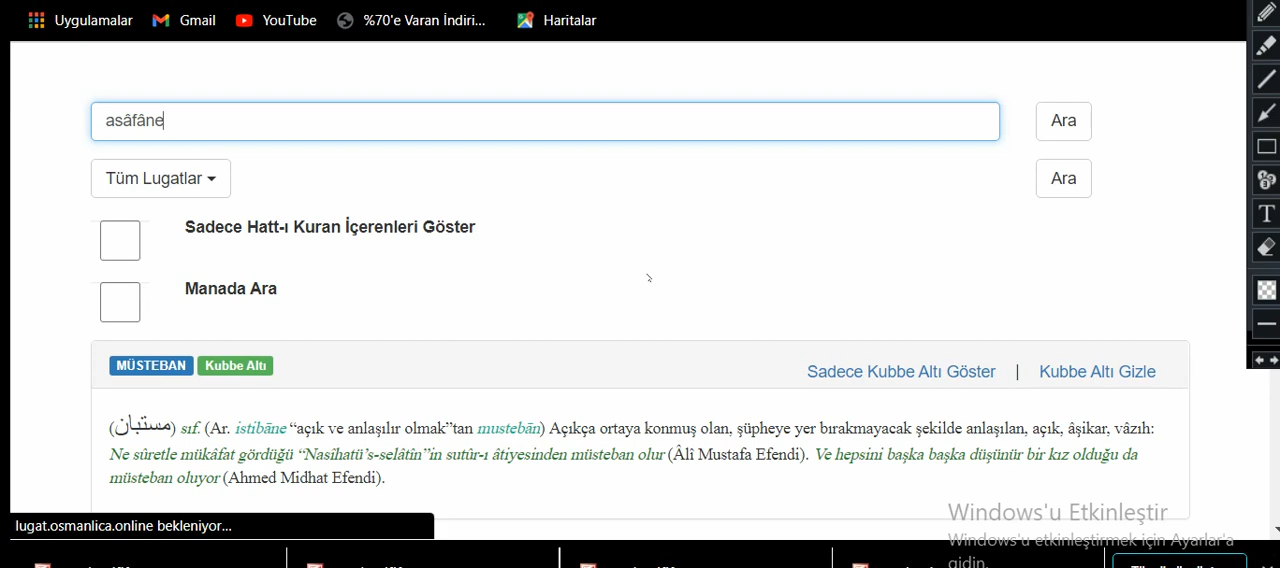 Uygulamalar Gmail YouTube %70'e Varan İndiri... Haritalar
asâfâne Ara
Tüm Lugatlar Ara
Sadece Hatt-ı Kuran İçerenleri Göster
Manada Ara
MÜSTEBAN Kubbe Altı Sadece Kubbe Altı Göster | Kubbe Altı Gizle
(مستبان) sıf. (Ar. istibāne “açık ve anlaşılır olmak”tan mustebān) Açıkça ortaya konmuş olan, şüpheye yer bırakmayacak şekilde anlaşılan, açık, âşikar, vâzıh:
Ne sûretle mükâfat gördüğü “Nasîhatü’s-selâtîn”in sutûr-ı âtiyesinden müsteban olur (Âlî Mustafa Efendi). Ve hepsini başka başka düşünür bir kız olduğu da
müsteban oluyor (Ahmed Midhat Efendi).
Windows'u Etkinleştir
lugat.osmanlica.online bekleniyor...
Windows'u etkinleştirmek için Ayarlar'a
gidin.